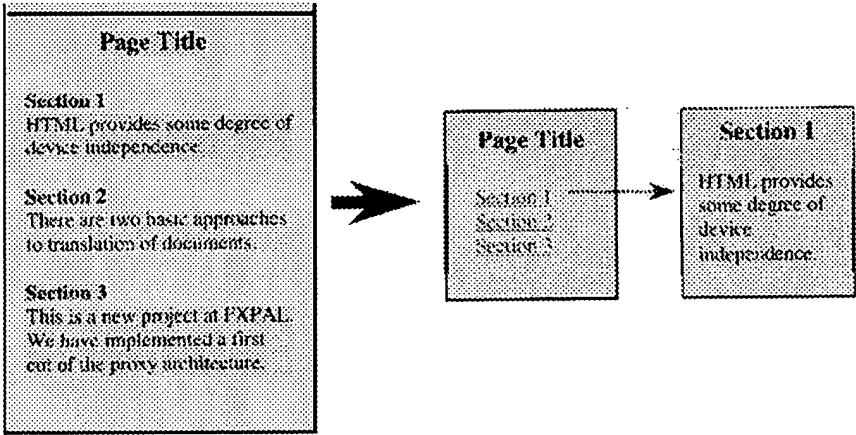 Page Title
Section 1
HTML provides some degree of
device independence.
Section 2
There are two basic approaches
to translation of documents.
Section 3
This is a new project at FXPAL.
We have implemented a first
cut of the proxy architecture.
Page Title
Section 1
Section 2
Section 3
Section 1
HTML provides
some degree of
device
independence.